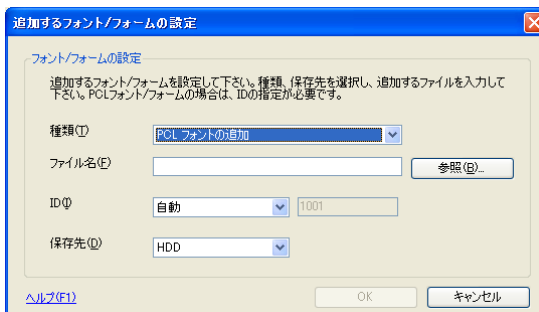 追加するフォント/フォームの設定
フォント/フォームの設定
追加するフォント/フォームを設定して下さい。種類、保存先を選択し、追加するファイルを入力して
下さい。PCLフォント/フォームの場合は、IDの指定が必要です。
種類(T) PCL フォントの追加
ファイル名(F) 参照(B)...
ID(I) 自動 1001
保存先(D) HDD
ヘルプ(F1) OK キャンセル